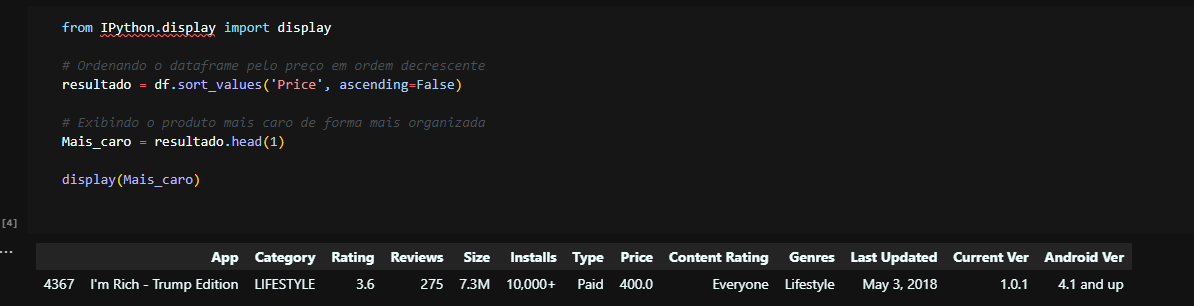 from IPython.display import display
# Ordenando o dataframe pelo preço em ordem decrescente
resultado = df.sort_values('Price', ascending=False)
# Exibindo o produto mais caro de forma mais organizada
Mais_caro = resultado.head(1)
display(Mais_caro)
[4]
...
App Category Rating Reviews Size Installs Type Price Content Rating Genres Last Updated Current Ver Android Ver
4367 I'm Rich - Trump Edition LIFESTYLE 3.6 275 7.3M 10,000+ Paid 400.0 Everyone Lifestyle May 3, 2018 1.0.1 4.1 and up